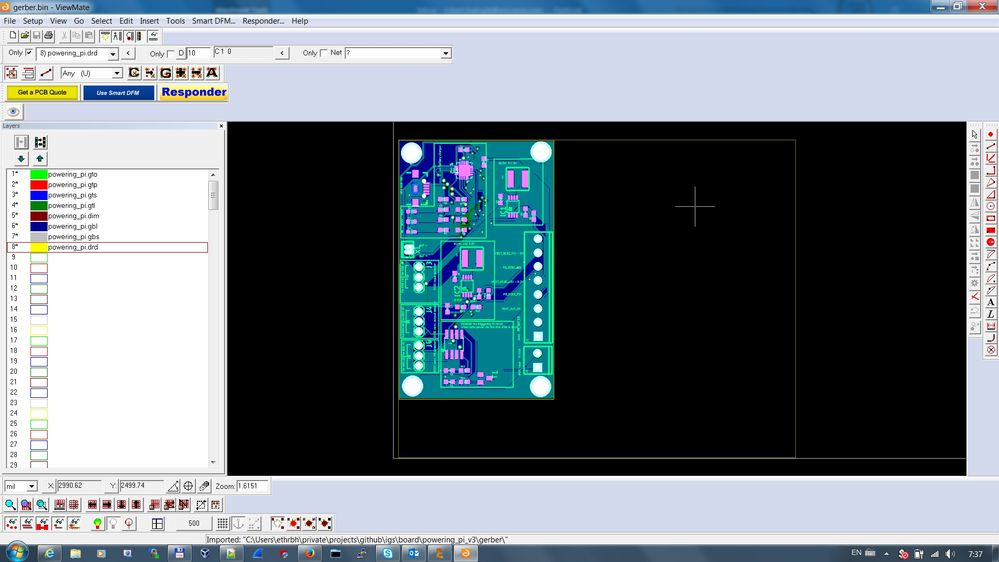 gerber.bin - ViewMate
File Setup View Go Select Edit Insert Tools Smart DFM... Responder... Help
Only 8) powering_pi.drd < Only D 10 C1 0 < Only Net ?
Any (U) C G H A
Get a PCB Quote Use Smart DFM Responder
Layers
1* powering_pi.gto
2* powering_pi.gtp
3* powering_pi.gts
4* powering_pi.gtl
5* powering_pi.dim
6* powering_pi.gbl
7* powering_pi.gbs
8* powering_pi.drd
9
10
11
12
13
14
15
16
17
18
19
20
21
22
23
24
25
26
27
28
29
mil X: 2990.62 Y: 2499.74 Zoom: 1.6151
500
Imported: "C:\Users\ethrbh\private\projects\github\igs\board\powering_pi_v3\gerber\"
EN 7:37